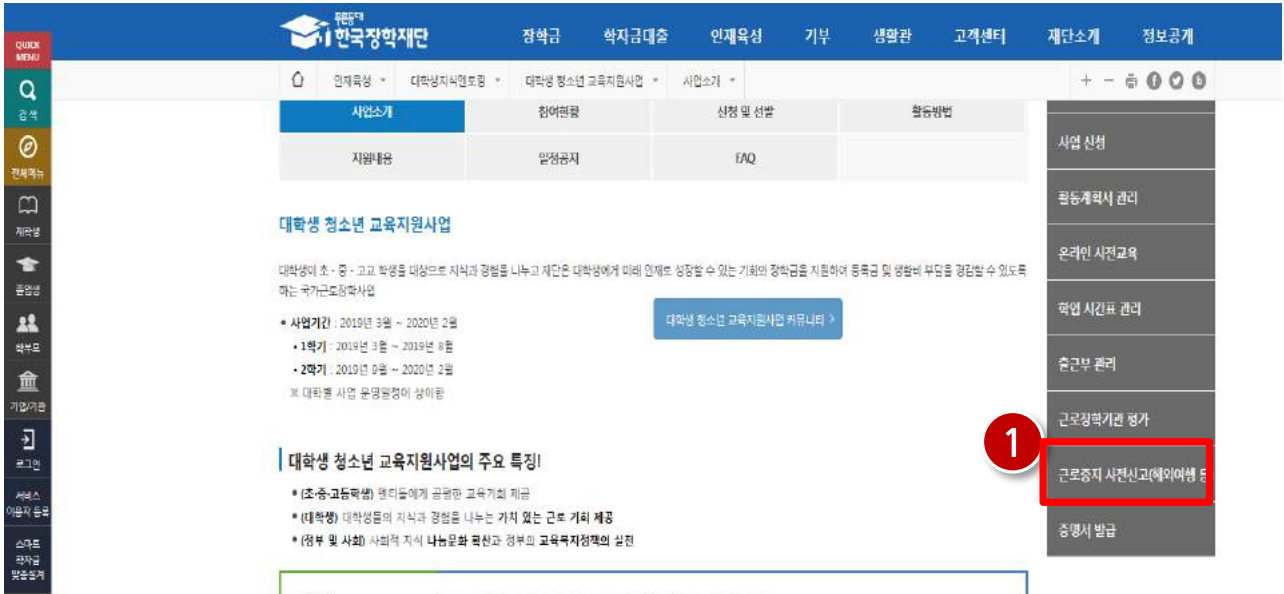 QUICK MENU
검색
전체메뉴
재학생
졸업생
학부모
기업/기관
로그인
서비스
이용자 등록
스마트
학자금
맞춤설계
푸른등대
한국장학재단
장학금 학자금대출 인재육성 기부 생활관 고객센터 재단소개 정보공개
인재육성 대학생지식멘토링 대학생 청소년 교육지원사업 사업소개
+ -
사업소개 참여현황 신청 및 선발 활동방법
지원내용 일정공지 FAQ
대학생 청소년 교육지원사업
대학생이 초·중·고교 학생을 대상으로 지식과 경험을 나누고 재단은 대학생에게 미래 인재로 성장할 수 있는 기회와 장학금을 지원하여 등록금 및 생활비 부담을 경감할 수 있도록
하는 국가근로장학사업
• 사업기간 : 2019년 3월 ~ 2020년 2월
• 1학기 : 2019년 3월 ~ 2019년 8월
• 2학기 : 2019년 9월 ~ 2020년 2월
※ 대학별 사업 운영일정이 상이함
대학생 청소년 교육지원사업 커뮤니티 >
대학생 청소년 교육지원사업의 주요 특징!
• (초·중·고등학생) 멘티들에게 공평한 교육기회 제공
• (대학생) 대학생들의 지식과 경험을 나누는 가치 있는 근로 기회 제공
• (정부 및 사회) 사회적 지식 나눔문화 확산과 정부의 교육복지정책의 실현
사업 신청
활동계획서 관리
온라인 사전교육
학업 시간표 관리
출근부 관리
근로장학기관 평가
1
근로중지 사전신고(해외여행 등
증명서 발급